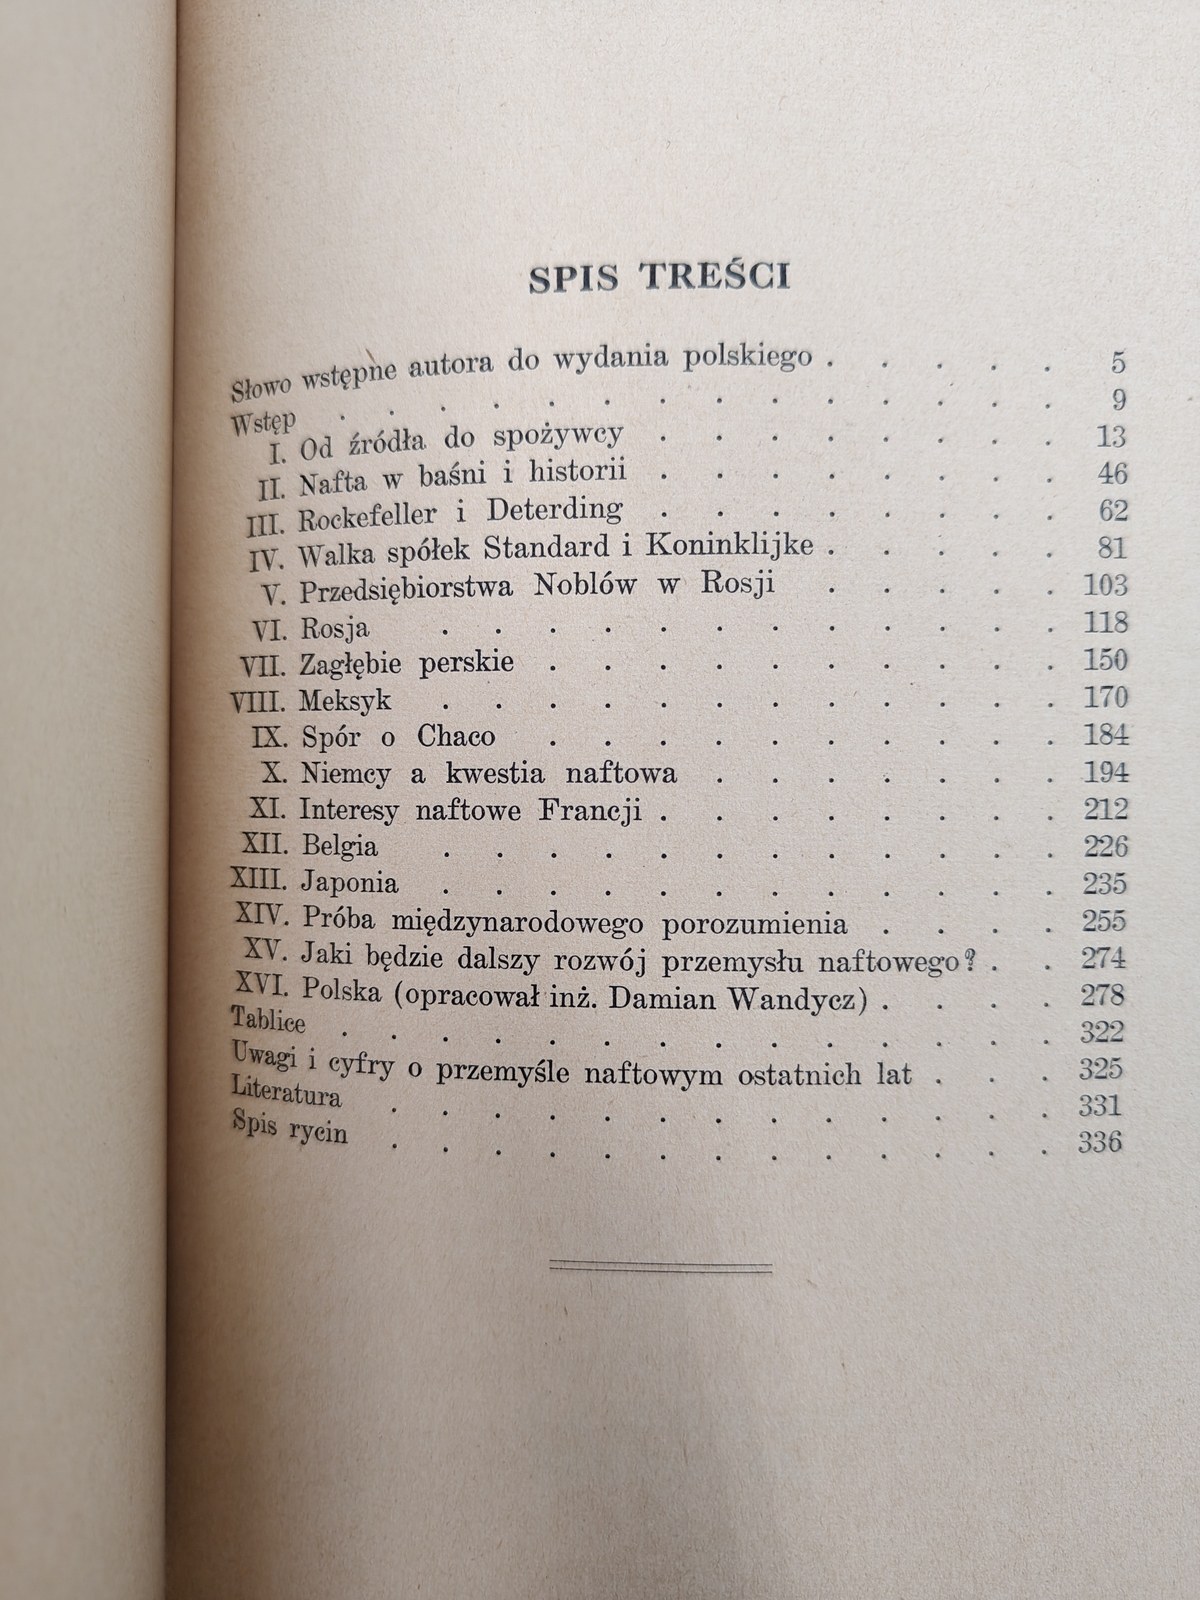 SPIS TREŚCI
Słowo wstępne autora do wydania polskiego . . . . . 5
Wstęp . . . . . . . . . . . . . . 9
I. Od źródła do spożywcy . . . . . . . . 13
II. Nafta w baśni i historii . . . . . . . . 46
III. Rockefeller i Deterding . . . . . . . . 62
IV. Walka spółek Standard i Koninklijke . . . . . 81
V. Przedsiębiorstwa Noblów w Rosji . . . . . 103
VI. Rosja . . . . . . . . . . . . 118
VII. Zagłębie perskie . . . . . . . . . . 150
VIII. Meksyk . . . . . . . . . . . . 170
IX. Spór o Chaco . . . . . . . . . . 184
X. Niemcy a kwestia naftowa . . . . . . . 194
XI. Interesy naftowe Francji . . . . . . . . 212
XII. Belgia . . . . . . . . . . . . 226
XIII. Japonia . . . . . . . . . . . . 235
XIV. Próba międzynarodowego porozumienia . . . . 255
XV. Jaki będzie dalszy rozwój przemysłu naftowego? . . 274
XVI. Polska (opracował inż. Damian Wandycz) . . . . 278
Tablice . . . . . . . . . . . . . . 322
Uwagi i cyfry o przemyśle naftowym ostatnich lat . . . 325
Literatura . . . . . . . . . . . . . 331
Spis rycin . . . . . . . . . . . . . 336